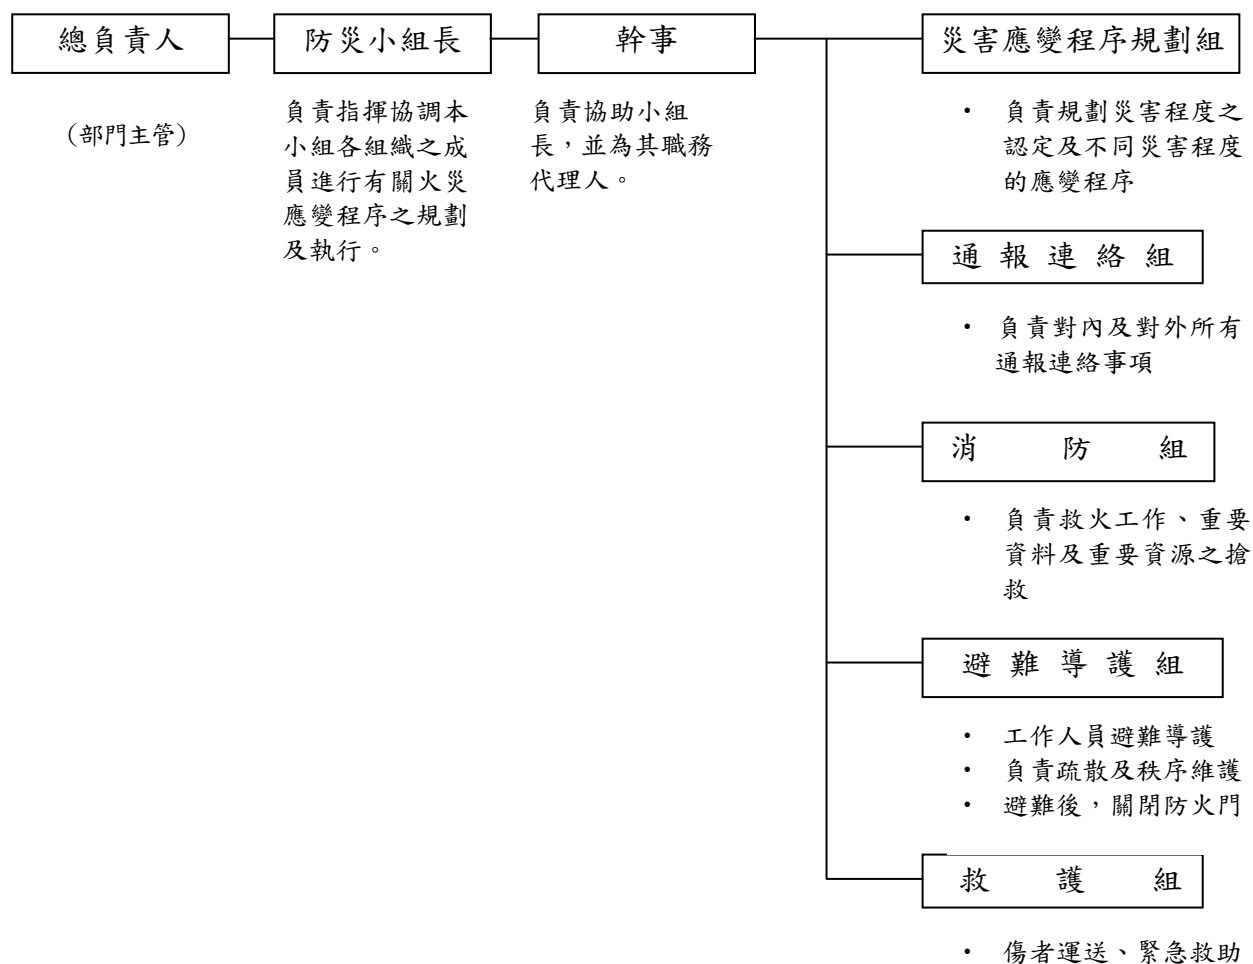 總負責人
防災小組長
幹事
災害應變程序規劃組
(部門主管)
負責指揮協調本
小組各組織之成
員進行有關火災
應變程序之規劃
及執行。
負責協助小組
長，並為其職務
代理人。
• 負責規劃災害程度之
認定及不同災害程度
的應變程序
通報連絡組
• 負責對內及對外所有
通報連絡事項
消防組
• 負責救火工作、重要
資料及重要資源之搶
救
避難導護組
• 工作人員避難導護
• 負責疏散及秩序維護
• 避難後，關閉防火門
救護組
• 傷者運送、緊急救助